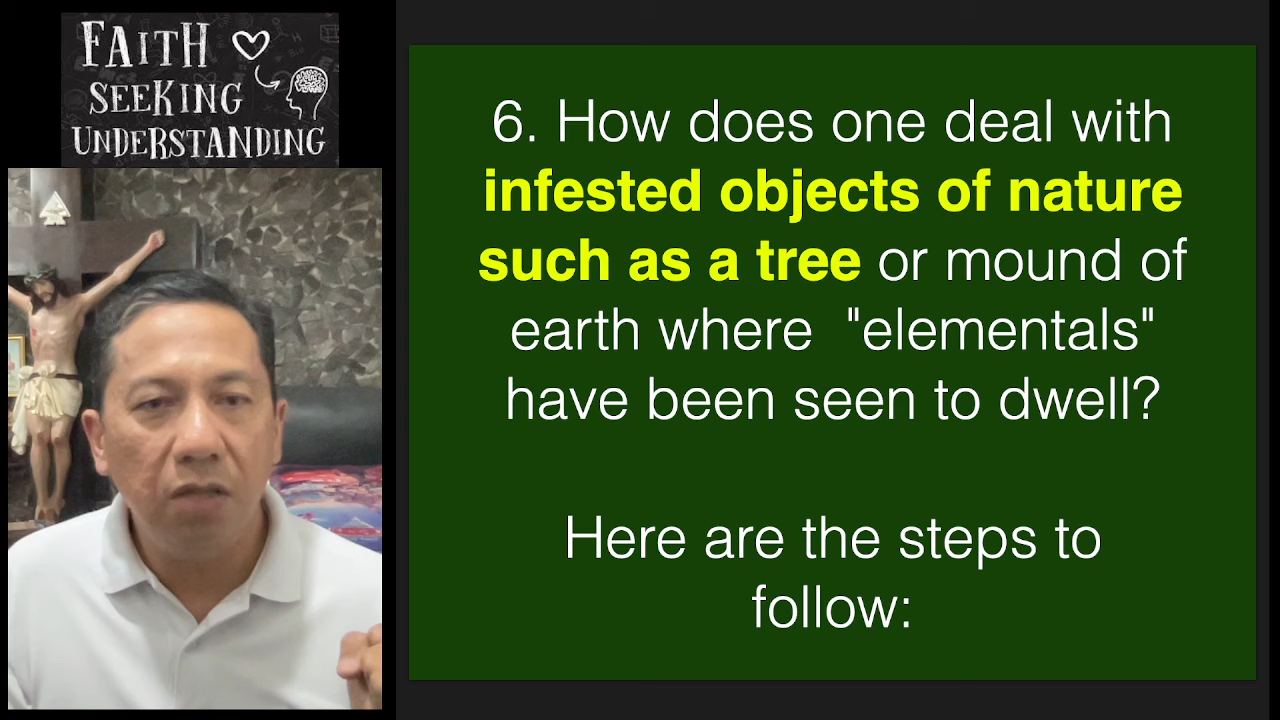 FAITH
SEEKING
UNDERSTANDING
6. How does one deal with
infested objects of nature
such as a tree or mound of
earth where "elementals"
have been seen to dwell?
Here are the steps to
follow: